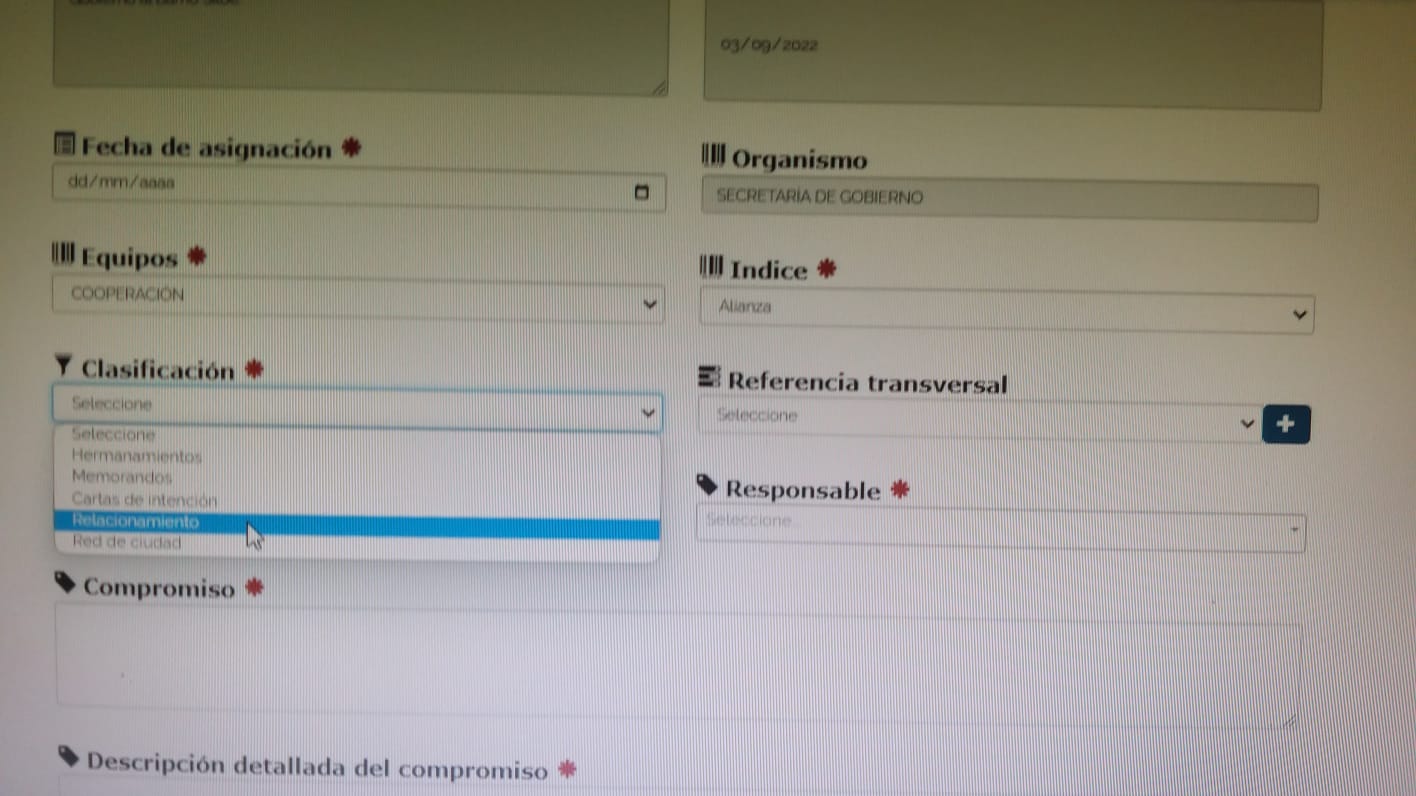 03/09/2022
Fecha de asignación
dd/mm/aaaa
Organismo
SECRETARÍA DE GOBIERNO
Equipos
COOPERACIÓN
Indice
Alianza
Clasificación
Seleccione
Seleccione
Hermanamientos
Memorandos
Cartas de intención
Relacionamiento
Red de ciudad
Referencia transversal
Seleccione
Responsable
Seleccione
Compromiso
Descripción detallada del compromiso